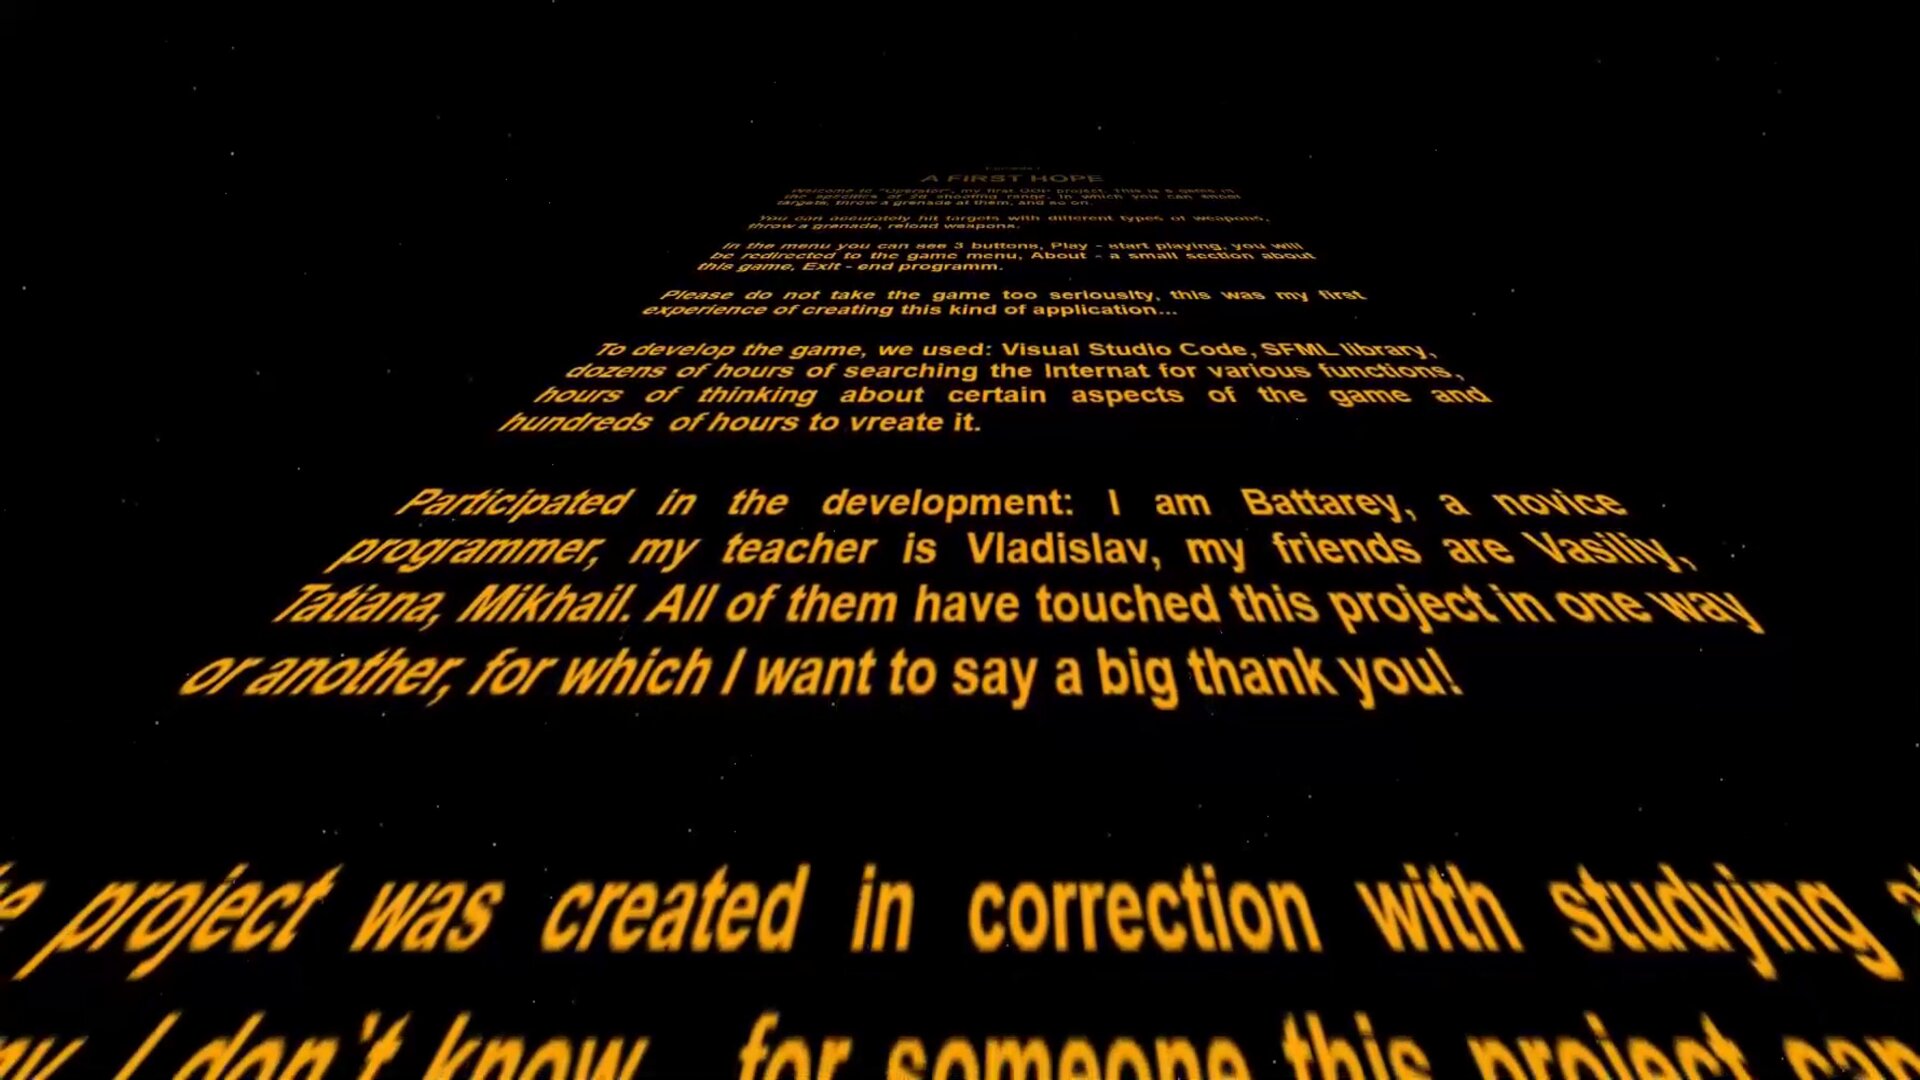 A FIRST HOPE
Welcome to "Operator", my first OOP project. This is a game in
the specifics of 2d shooting range, in which you can shoot
targets, throw a grenade at them, and so on.
You can accurately hit targets with different types of weapons,
throw a grenade, reload weapons.
In the menu you can see 3 buttons, Play - start playing, you will
be redirected to the game menu, About - a small section about
this game, Exit - end programm.
Please do not take the game too seriouslty, this was my first
experience of creating this kind of application...
To develop the game, we used: Visual Studio Code, SFML library,
dozens of hours of searching the Internat for various functions,
hours of thinking about certain aspects of the game and
hundreds of hours to vreate it.
Participated in the development: I am Battarey, a novice
programmer, my teacher is Vladislav, my friends are Vasiliy,
Tatiana, Mikhail. All of them have touched this project in one way
or another, for which I want to say a big thank you!
project was created in correction with studying
I don't know for someone this project can